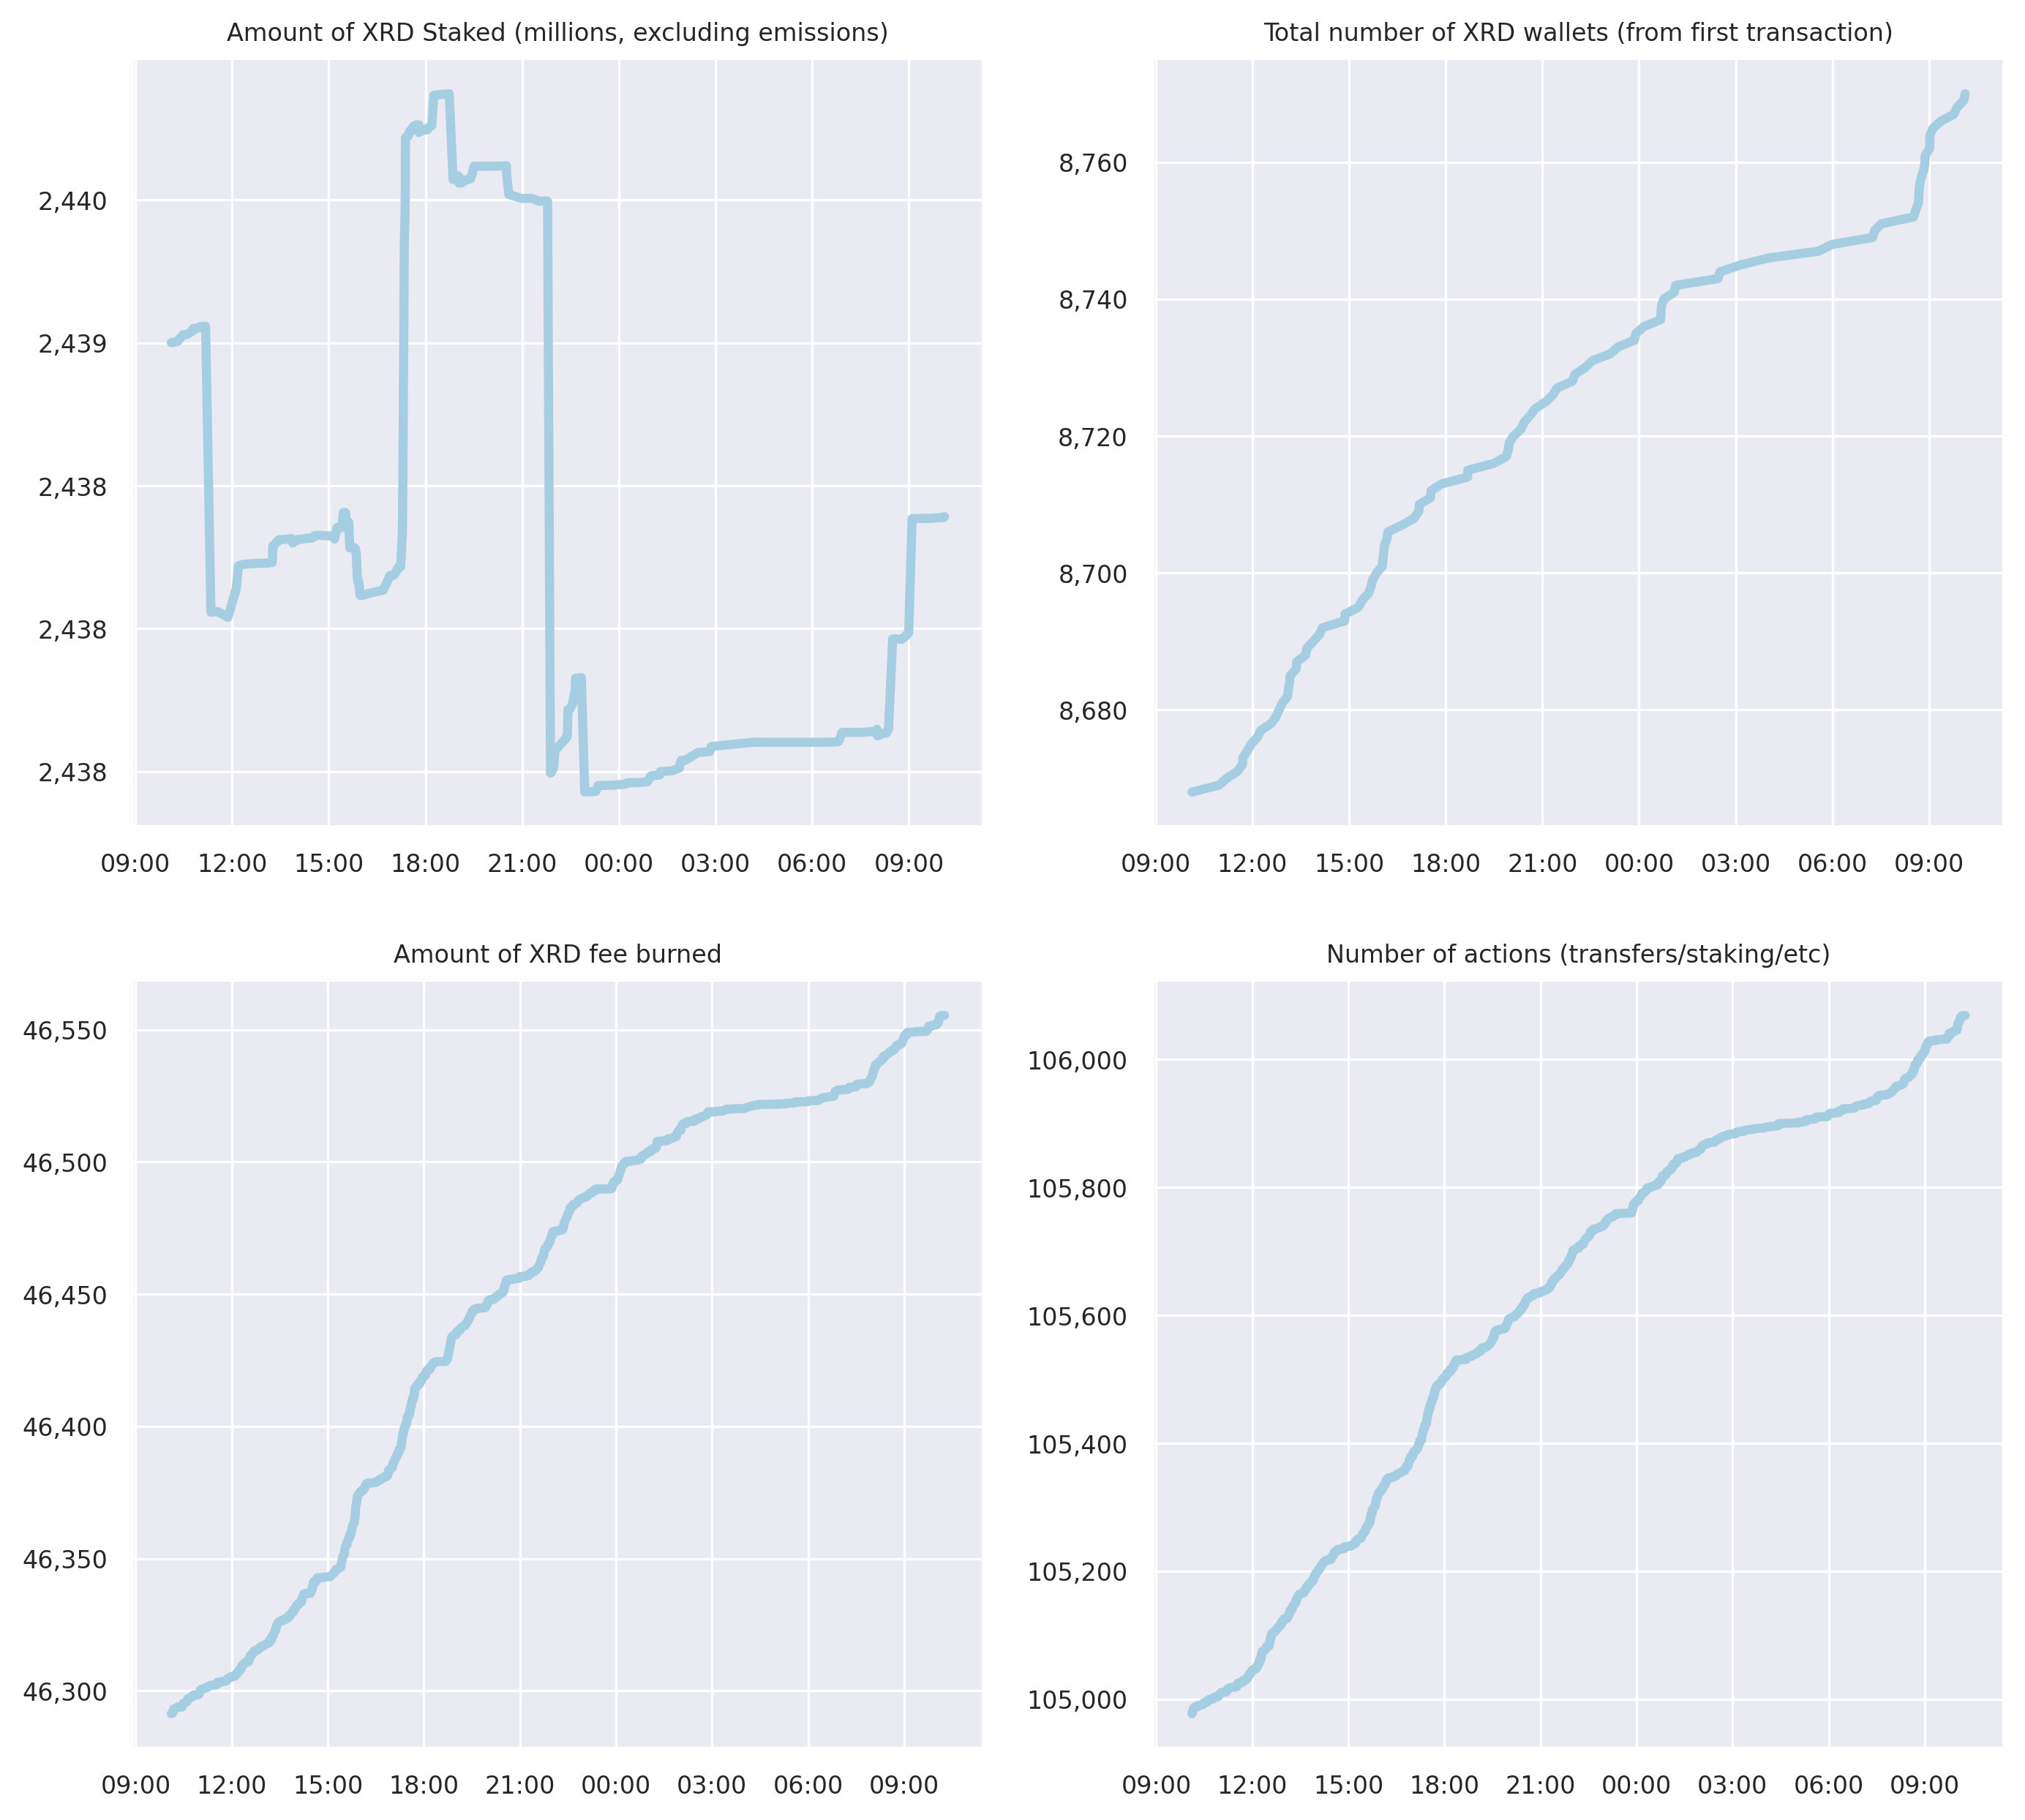 Amount of XRD Staked (millions, excluding emissions)
2,440
2,439
2,438
2,438
2,438
09:00 12:00 15:00 18:00 21:00 00:00 03:00 06:00 09:00
Total number of XRD wallets (from first transaction)
8,760
8,740
8,720
8,700
8,680
09:00 12:00 15:00 18:00 21:00 00:00 03:00 06:00 09:00
Amount of XRD fee burned
46,550
46,500
46,450
46,400
46,350
46,300
09:00 12:00 15:00 18:00 21:00 00:00 03:00 06:00 09:00
Number of actions (transfers/staking/etc)
106,000
105,800
105,600
105,400
105,200
105,000
09:00 12:00 15:00 18:00 21:00 00:00 03:00 06:00 09:00